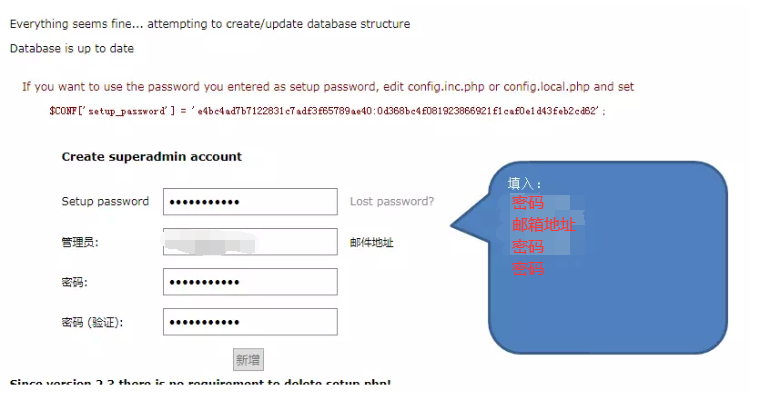 Everything seems fine... attempting to create/update database structure
Database is up to date
If you want to use the password you entered as setup password, edit config.inc.php or config.local.php and set
$CONF['setup_password'] = 'e4bc4ad7b7122831c7adf3f65789ae40:0d368bc4f081923866921f1caf0e1d43feb2cd62';
Create superadmin account
Setup password ••••••••••• Lost password?
管理员: 邮件地址
密码: •••••••••••
密码 (验证): •••••••••••
新增
Since version 2.3 there is no requirement to delete setup.php!
填入：
密码
邮箱地址
密码
密码